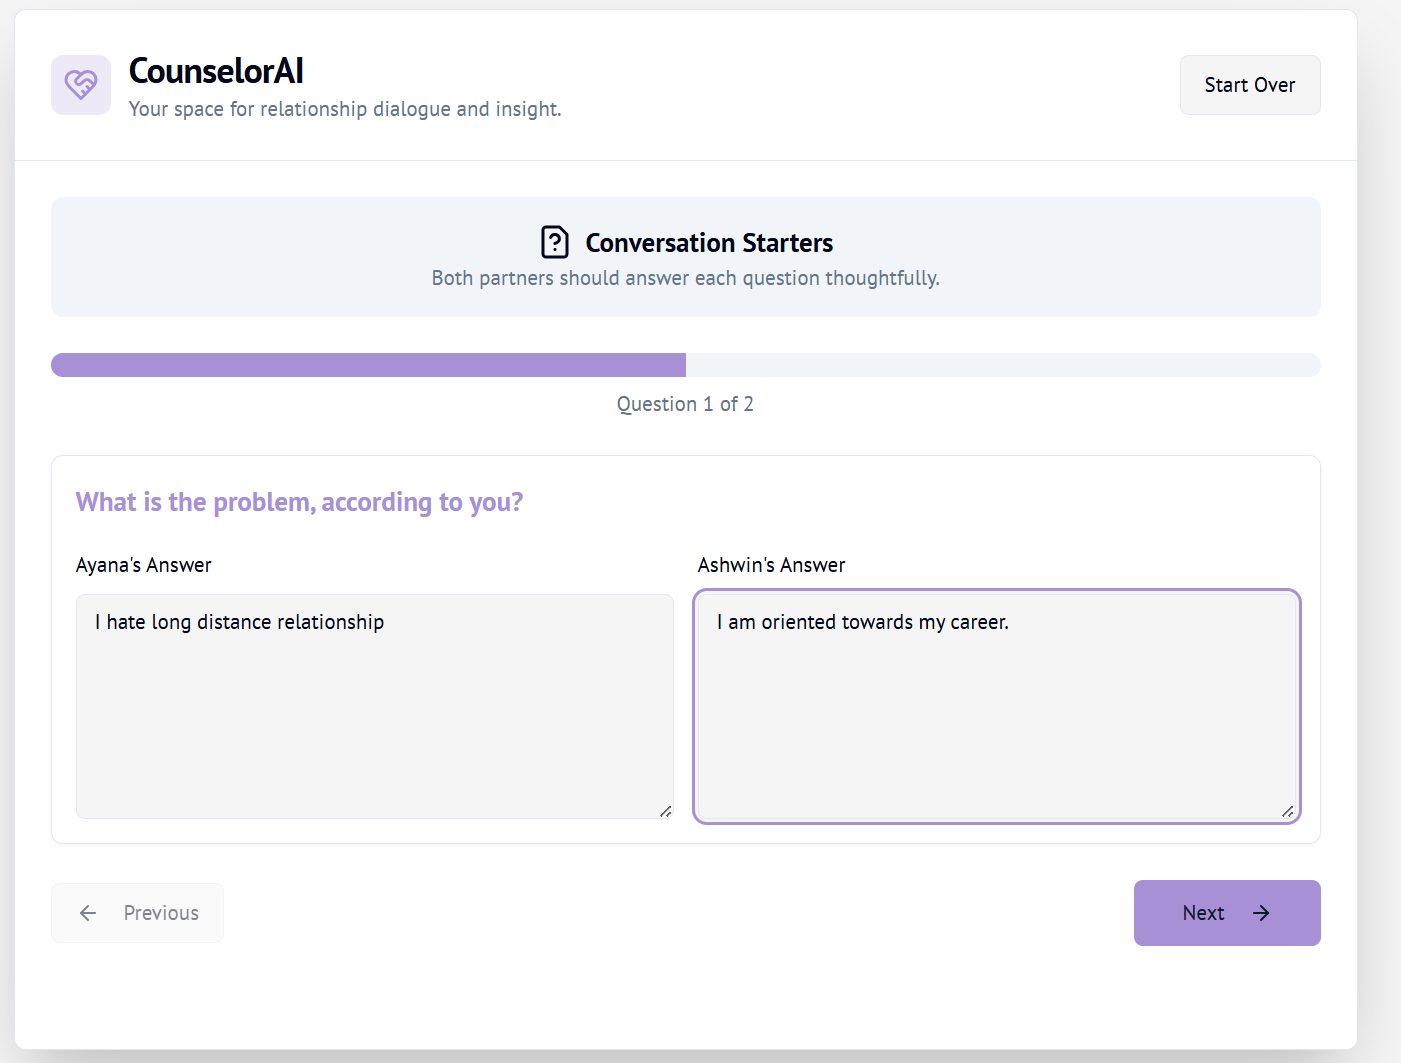 CounselorAI
Your space for relationship dialogue and insight.
Start Over
Conversation Starters
Both partners should answer each question thoughtfully.
Question 1 of 2
What is the problem, according to you?
Ayana's Answer
I hate long distance relationship
Ashwin's Answer
I am oriented towards my career.
Previous
Next